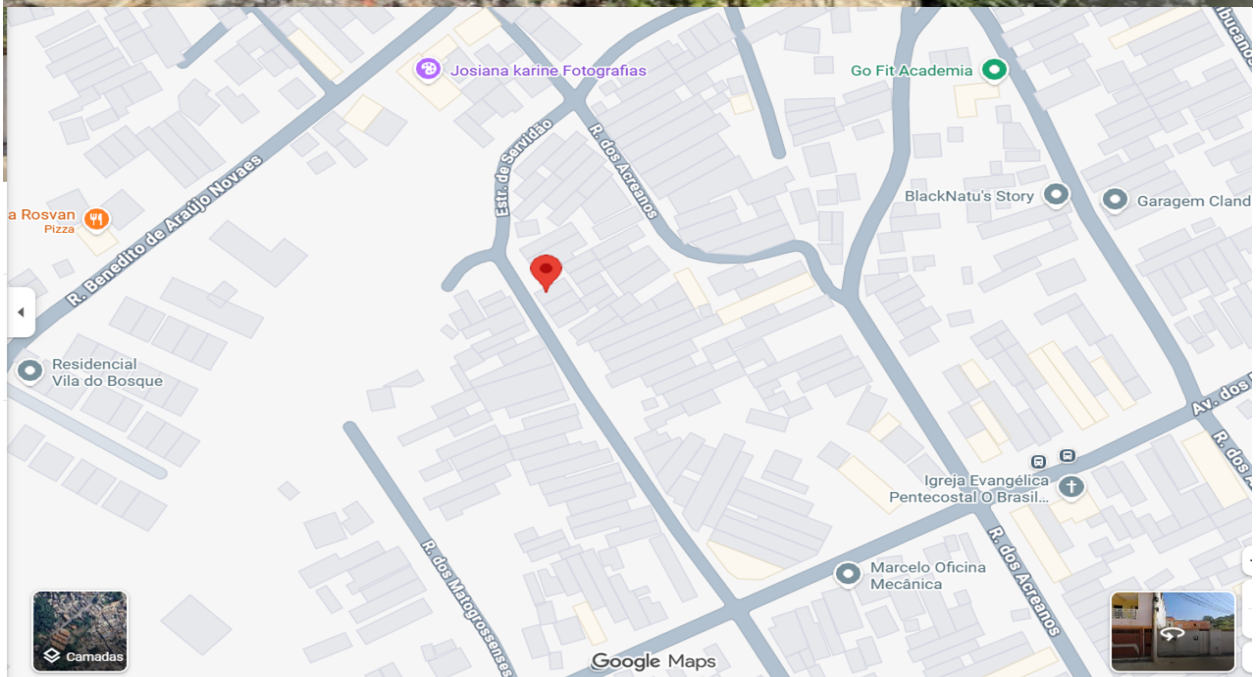 Josiana karine Fotografias
Go Fit Academia
Estr. de Servidão
R. dos Acreanos
R. Benedito de Araújo Novaes
a Rosvan
Pizza
BlackNatu's Story
Garagem Cland
Residencial
Vila do Bosque
Av. dos
R. dos
Igreja Evangélica
Pentecostal O Brasil...
R. dos Acreanos
Marcelo Oficina
Mecânica
R. dos Matogrossenses
Camadas
Google Maps